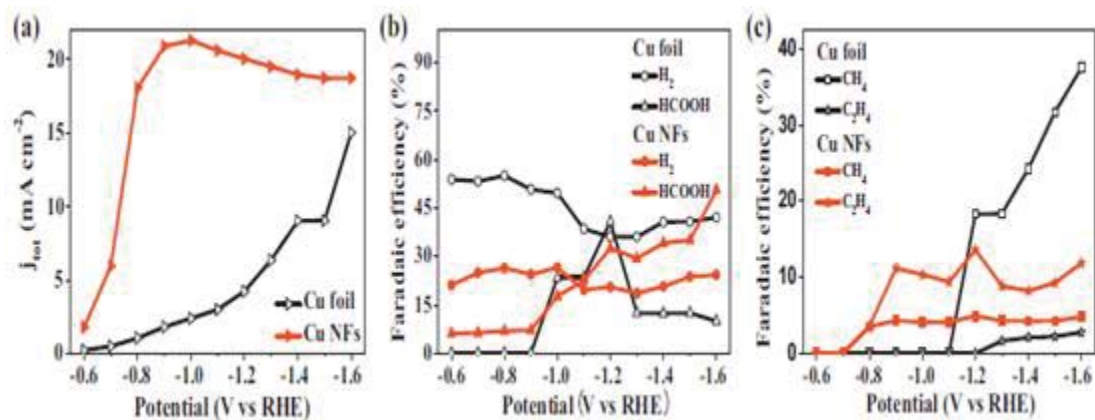 (a)
j_tot (mA cm⁻²)
20
15
10
5
0
Cu foil
Cu NFs
-0.6 -0.8 -1.0 -1.2 -1.4 -1.6
Potential (V vs RHE)
(b)
Faradaic efficiency (%)
90
75
60
45
30
15
0
Cu foil
H₂
HCOOH
Cu NFs
H₂
HCOOH
-0.6 -0.8 -1.0 -1.2 -1.4 -1.6
Potential (V vs RHE)
(c)
Faradaic efficiency (%)
40
30
20
10
0
Cu foil
CH₄
C₂H₄
Cu NFs
CH₄
C₂H₄
-0.6 -0.8 -1.0 -1.2 -1.4 -1.6
Potential (V vs RHE)